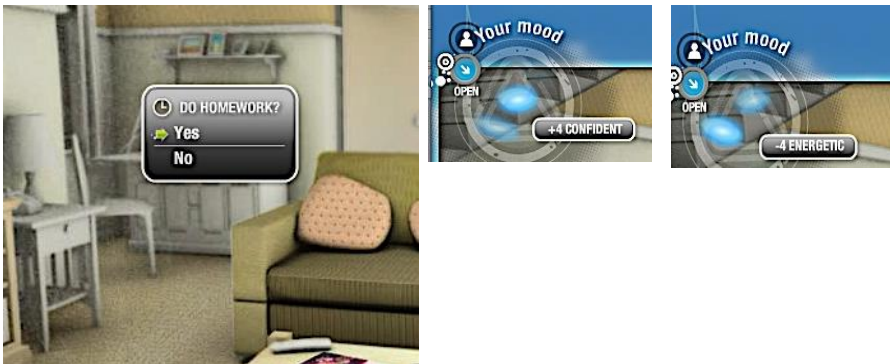 DO HOMEWORK?
Yes
No
Your mood
OPEN
+4 CONFIDENT
Your mood
OPEN
-4 ENERGETIC